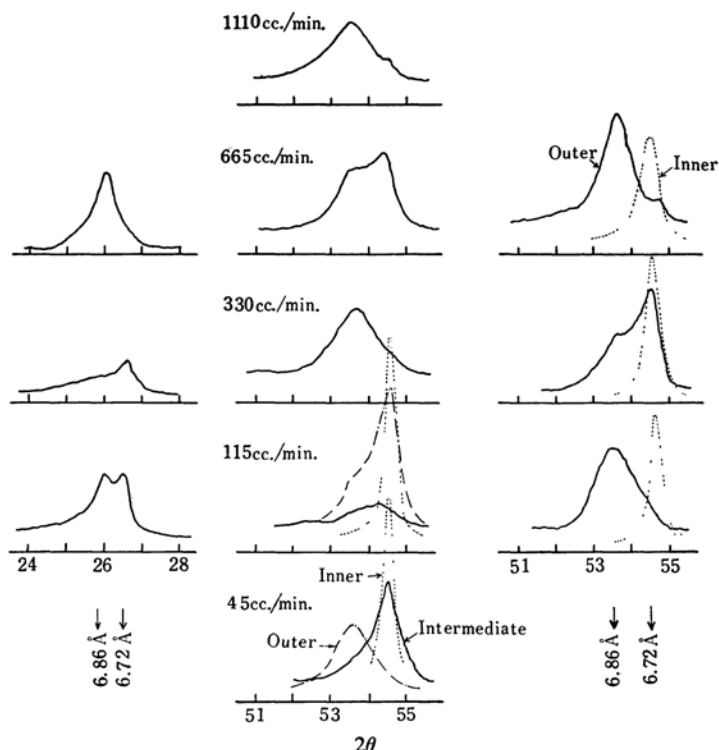 1110cc./min.
51 53 55
665cc./min.
Outer
Inner
330cc./min.
115cc./min.
24 26 28
51 53 55
6.86 Å
6.72 Å
Inner
45cc./min.
Outer
Intermediate
6.86 Å
6.72 Å
51 53 55
2θ